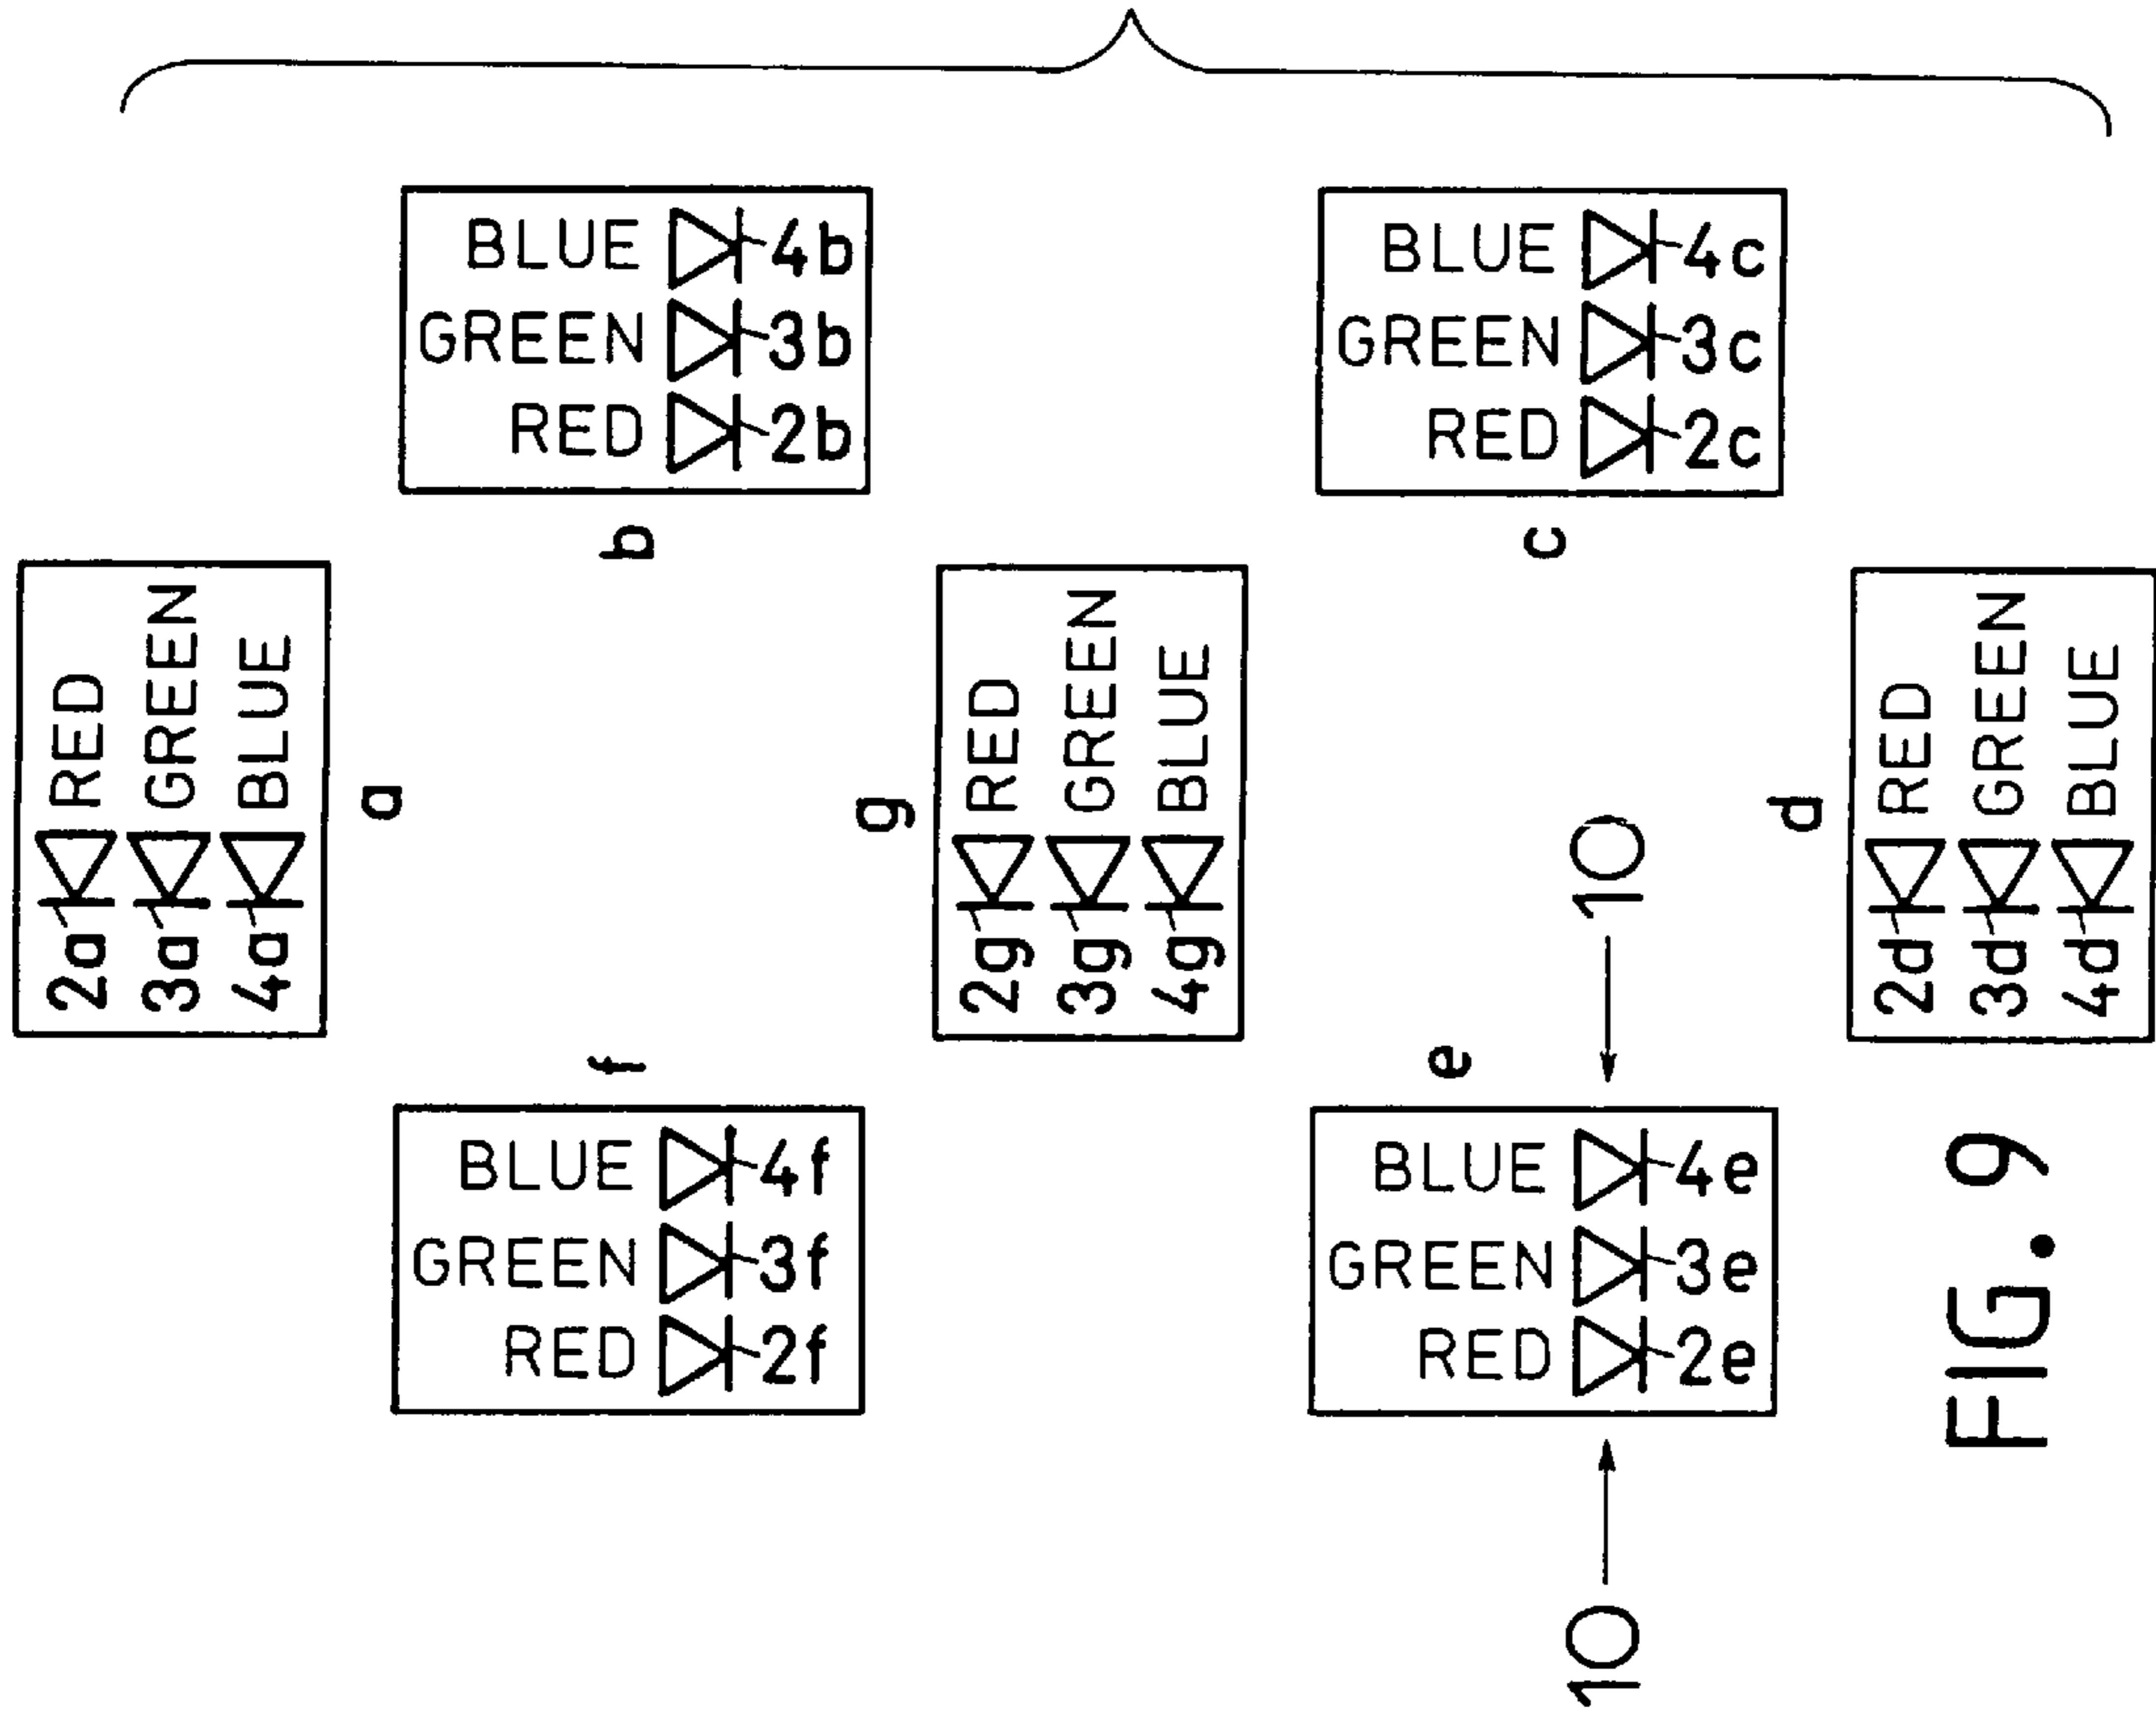 2a RED
3a GREEN
4a BLUE
a
BLUE 4b
GREEN 3b
RED 2b
b
f
BLUE 4f
GREEN 3f
RED 2f
g
2g RED
3g GREEN
4g BLUE
BLUE 4c
GREEN 3c
RED 2c
c
e
BLUE 4e
GREEN 3e
RED 2e
10
10
d
2d RED
3d GREEN
4d BLUE
FIG. 9